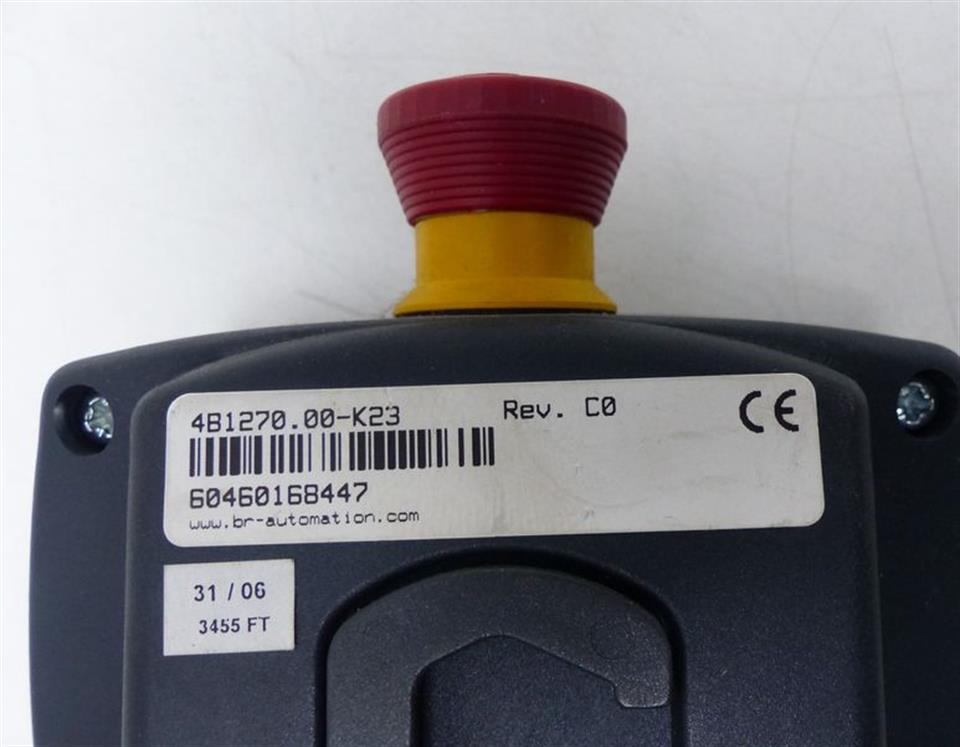 4B1270.00-K23 Rev. C0 CE
60460168447
www.br-automation.com
31 / 06
3455 FT